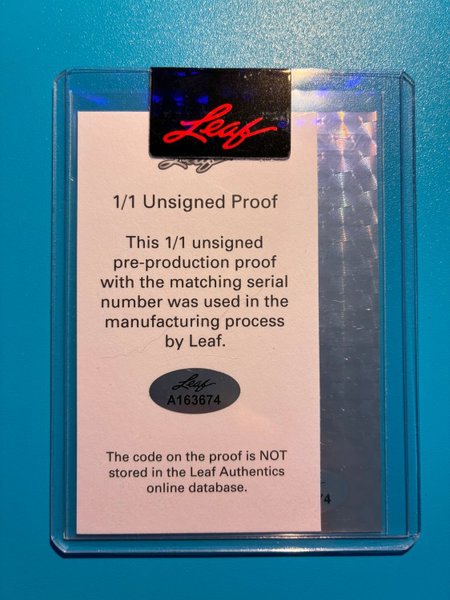 Leaf
Leaf
1/1 Unsigned Proof
This 1/1 unsigned
pre-production proof
with the matching serial
number was used in the
manufacturing process
by Leaf.
Leaf
A163674
74
The code on the proof is NOT
stored in the Leaf Authentics
online database.